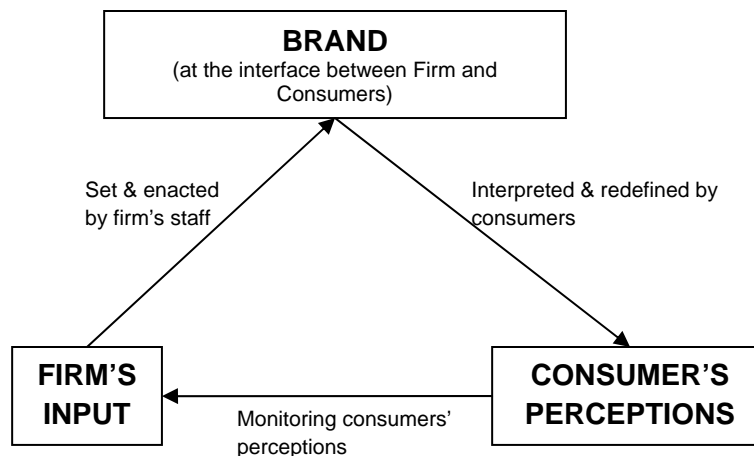 BRAND
(at the interface between Firm and
Consumers)
Set & enacted
by firm’s staff
Interpreted & redefined by
consumers
FIRM’S
INPUT
CONSUMER’S
PERCEPTIONS
Monitoring consumers’
perceptions